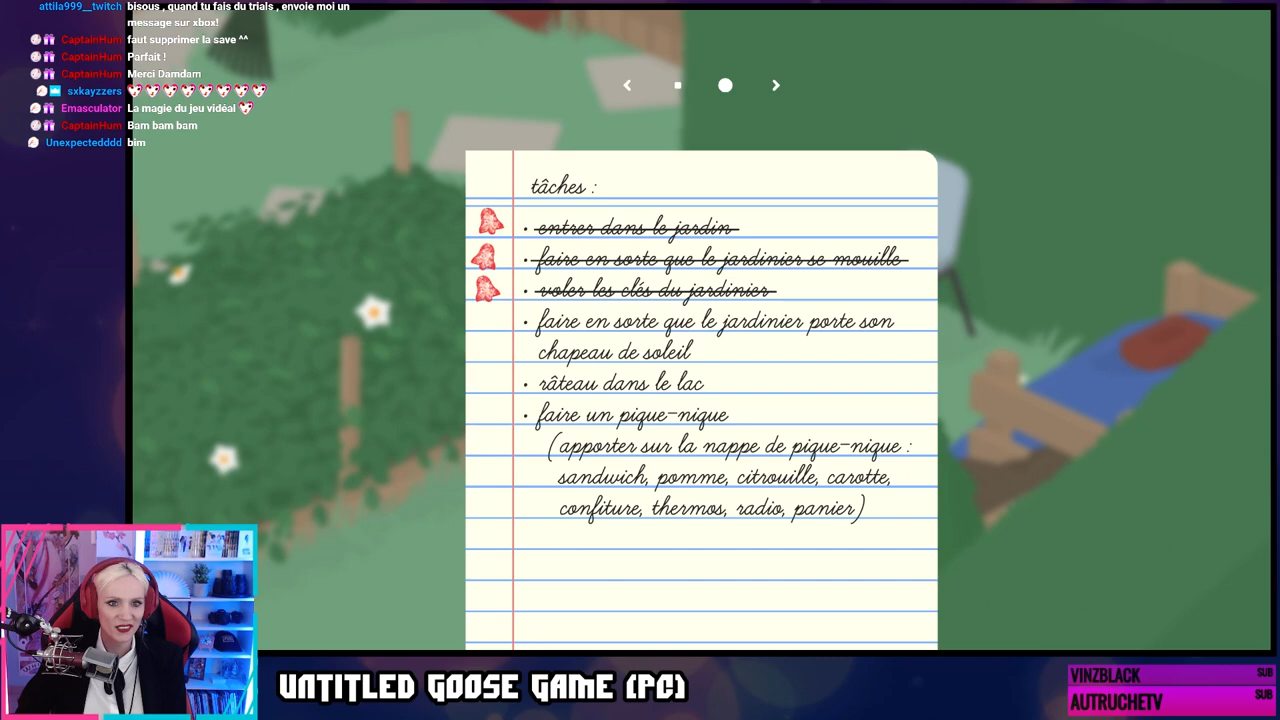 attila999__twitch bisous , quand tu fais du trials , envoie moi un
message sur xbox!
CaptainHum faut supprimer la save ^^
CaptainHum Parfait !
CaptainHum Merci Damdam
sxkayzzers
Emasculator La magie du jeu vidéal
CaptainHum Bam bam bam
Unexpectedddd bim
tâches :
• entrer dans le jardin
• faire en sorte que le jardinier se mouille
• voler les clés du jardinier
• faire en sorte que le jardinier porte son
chapeau de soleil
• râteau dans le lac
• faire un pique-nique
(apporter sur la nappe de pique-nique :
sandwich, pomme, citrouille, carotte,
confiture, thermos, radio, panier)
UNTITLED GOOSE GAME (PC)
VINZBLACK SUB
AUTRUCHETV SUB